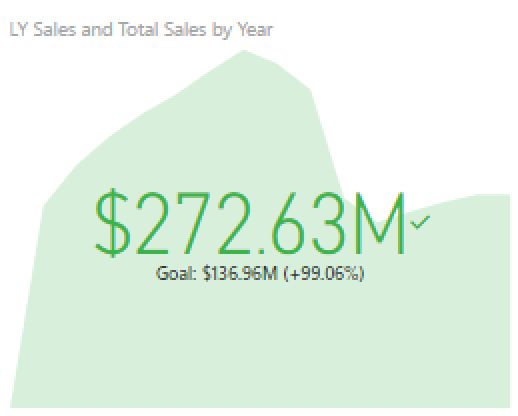 LY Sales and Total Sales by Year
$272.63M✓
Goal: $136.96M (+99.06%)